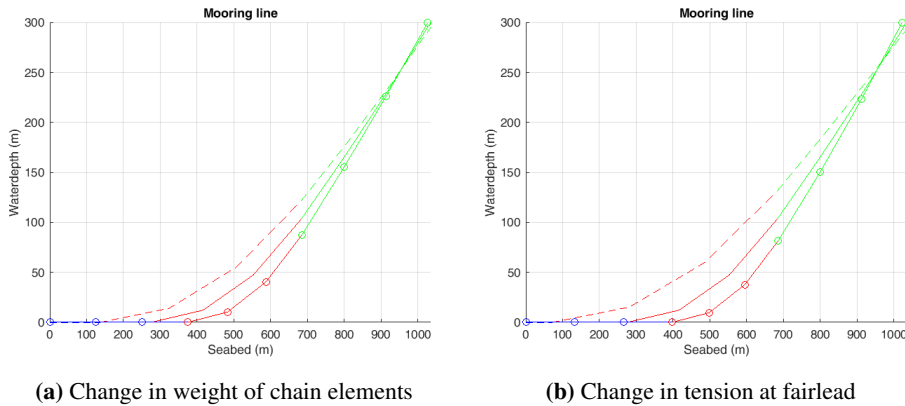 Mooring line
300
250
200
150
100
50
0
Waterdepth (m)
0 100 200 300 400 500 600 700 800 900 1000
Seabed (m)
(a) Change in weight of chain elements
Mooring line
300
250
200
150
100
50
0
Waterdepth (m)
0 100 200 300 400 500 600 700 800 900 1000
Seabed (m)
(b) Change in tension at fairlead